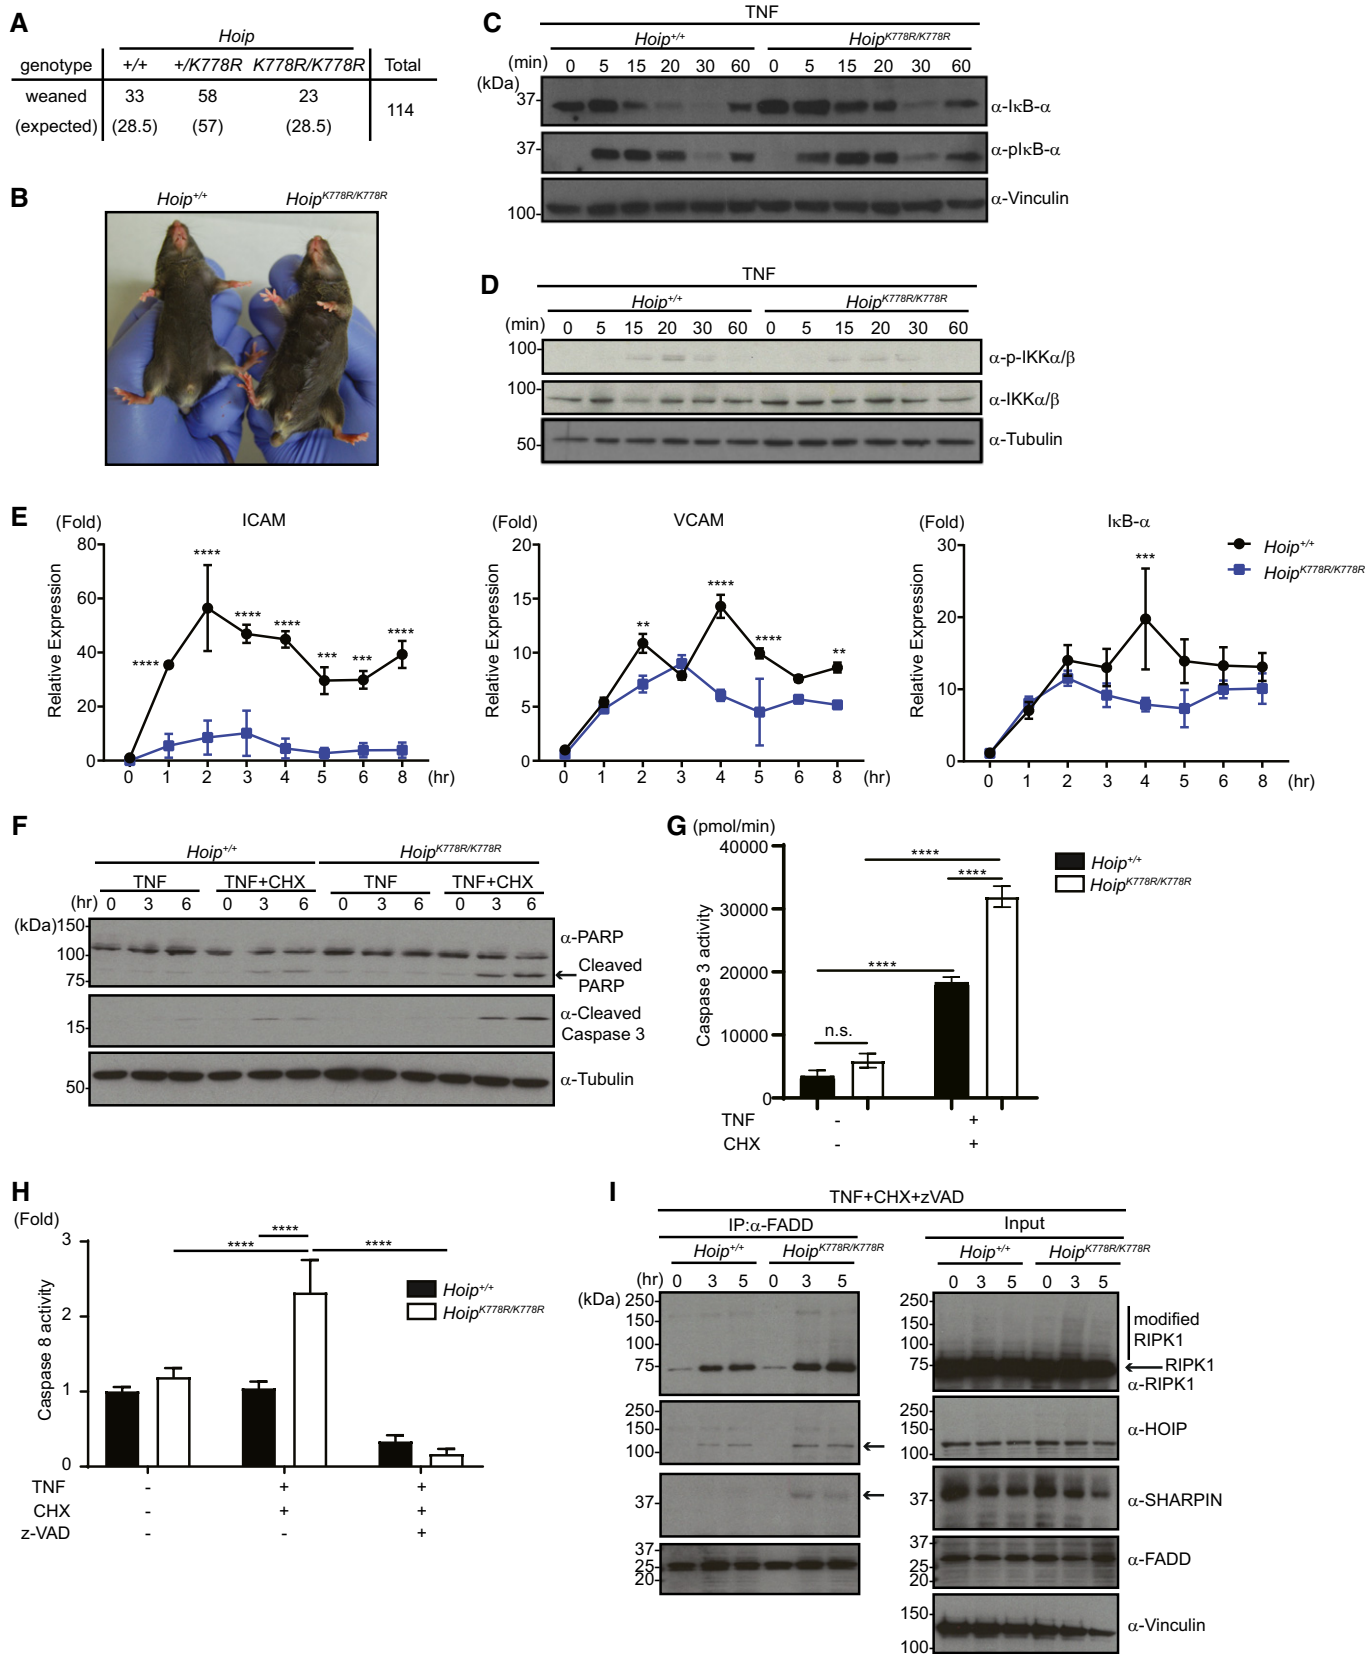 A
Hoip
genotype +/+ +/K778R K778R/K778R Total
weaned 33 58 23
114
(expected) (28.5) (57) (28.5)
B
Hoip+/+ HoipK778R/K778R
C
TNF
Hoip+/+ HoipK778R/K778R
(min) 0 5 15 20 30 60 0 5 15 20 30 60
(kDa)
37- α-IκB-α
37- α-pIκB-α
α-Vinculin
100-
D
TNF
Hoip+/+ HoipK778R/K778R
(min) 0 5 15 20 30 60 0 5 15 20 30 60
100- α-p-IKKα/β
100- α-IKKα/β
50- α-Tubulin
E
(Fold) ICAM
Relative Expression
80
60
40
20
0
**** **** **** **** *** *** ****
0 1 2 3 4 5 6 8 (hr)
(Fold) VCAM
Relative Expression
20
15
10
5
0
** **** **** **
0 1 2 3 4 5 6 8 (hr)
(Fold) IκB-α
Relative Expression
30
20
10
0
***
0 1 2 3 4 5 6 8 (hr)
Hoip+/+
HoipK778R/K778R
F
Hoip+/+ HoipK778R/K778R
TNF TNF+CHX TNF TNF+CHX
(hr) 0 3 6 0 3 6 0 3 6 0 3 6
(kDa) 150-
α-PARP
100-
Cleaved
PARP
75-
α-Cleaved
Caspase 3
15-
α-Tubulin
50-
G
(pmol/min)
Caspase 3 activity
40000
30000
20000
10000
0
****
****
****
n.s.
Hoip+/+
HoipK778R/K778R
TNF - +
CHX - +
H
(Fold)
Caspase 8 activity
3
2
1
0
****
**** ****
Hoip+/+
HoipK778R/K778R
TNF - + +
CHX - + +
z-VAD - - +
I
TNF+CHX+zVAD
IP:α-FADD Input
Hoip+/+ HoipK778R/K778R Hoip+/+ HoipK778R/K778R
(hr) 0 3 5 0 3 5 0 3 5 0 3 5
(kDa)
250- 250-
150- 150- modified
100- 100- RIPK1
75- 75- RIPK1
α-RIPK1
250- 250-
150- 150- α-HOIP
100- 100-
37- 37- α-SHARPIN
37- 37-
25- 25- α-FADD
20- 20-
150- α-Vinculin
100-